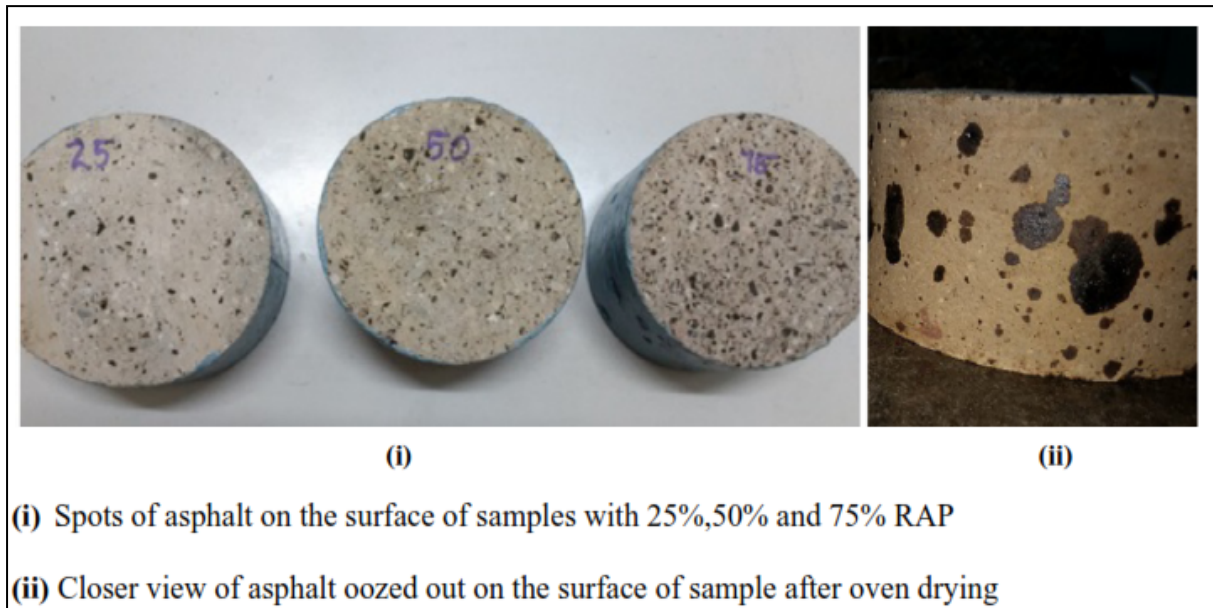 25
50
75
(i)
(ii)
(i) Spots of asphalt on the surface of samples with 25%,50% and 75% RAP
(ii) Closer view of asphalt oozed out on the surface of sample after oven drying